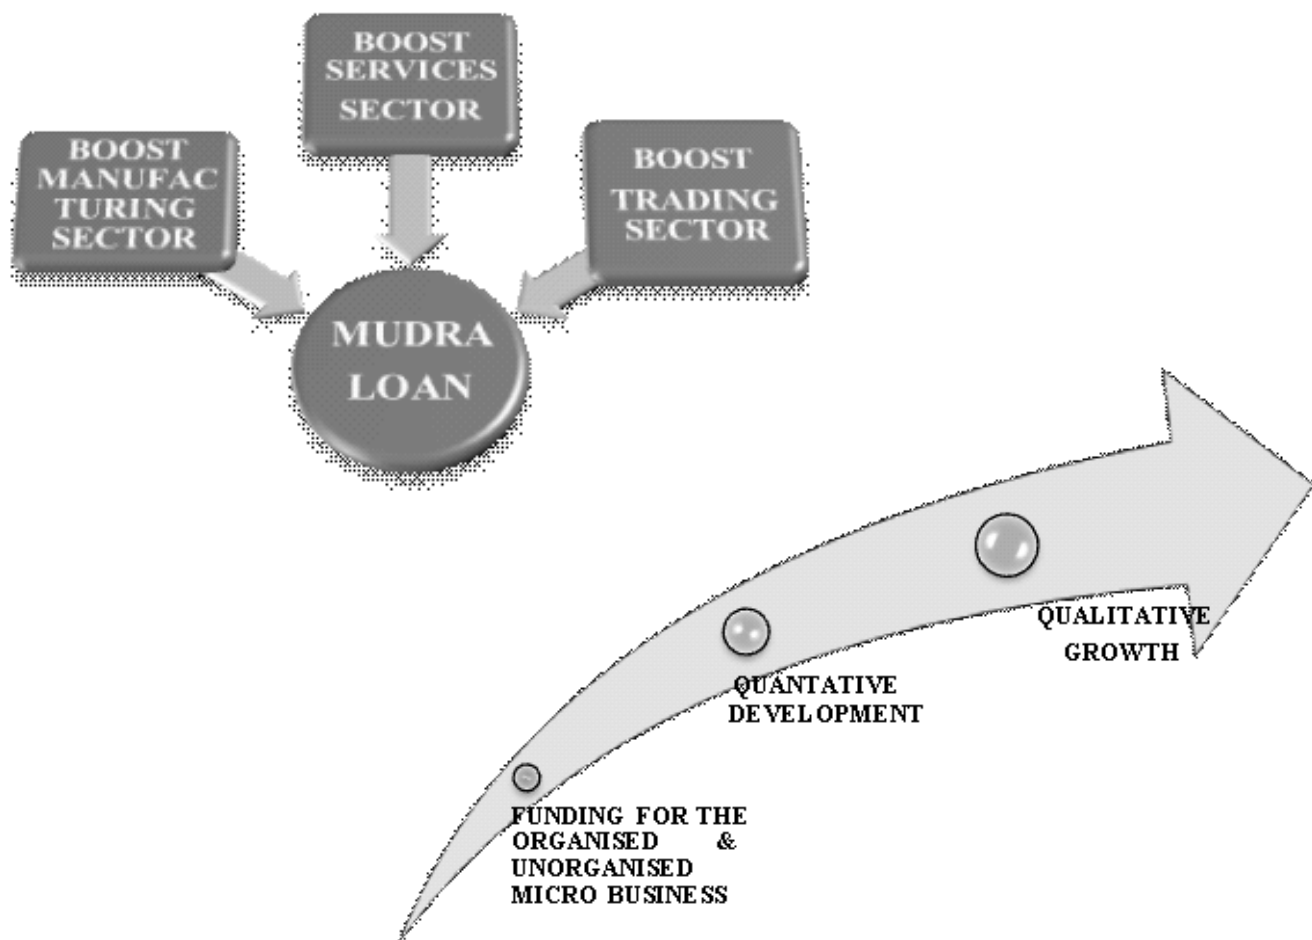 BOOST
SERVICES
SECTOR
BOOST
MANUFAC
TURING
SECTOR
BOOST
TRADING
SECTOR
MUDRA
LOAN
QUALITATIVE
GROWTH
QUANTATIVE
DEVELOPMENT
FUNDING FOR THE
ORGANISED &
UNORGANISED
MICRO BUSINESS